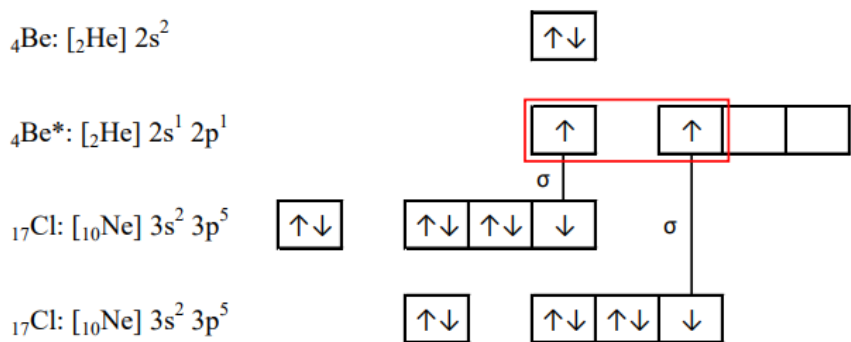 ₄Be: [₂He] 2s² ↑↓
₄Be*: [₂He] 2s¹ 2p¹ ↑ ↑
σ
₁₇Cl: [₁₀Ne] 3s² 3p⁵ ↑↓ ↑↓ ↑↓ ↓
σ
₁₇Cl: [₁₀Ne] 3s² 3p⁵ ↑↓ ↑↓ ↑↓ ↓